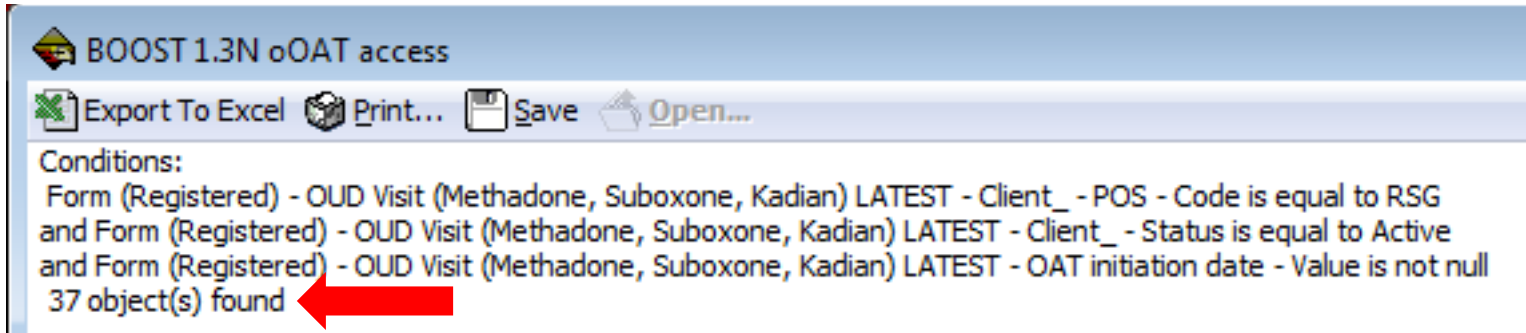 BOOST 1.3N oOAT access
Export To Excel Print... Save Open...
Conditions:
Form (Registered) - OUD Visit (Methadone, Suboxone, Kadian) LATEST - Client_ - POS - Code is equal to RSG
and Form (Registered) - OUD Visit (Methadone, Suboxone, Kadian) LATEST - Client_ - Status is equal to Active
and Form (Registered) - OUD Visit (Methadone, Suboxone, Kadian) LATEST - OAT initiation date - Value is not null
37 object(s) found